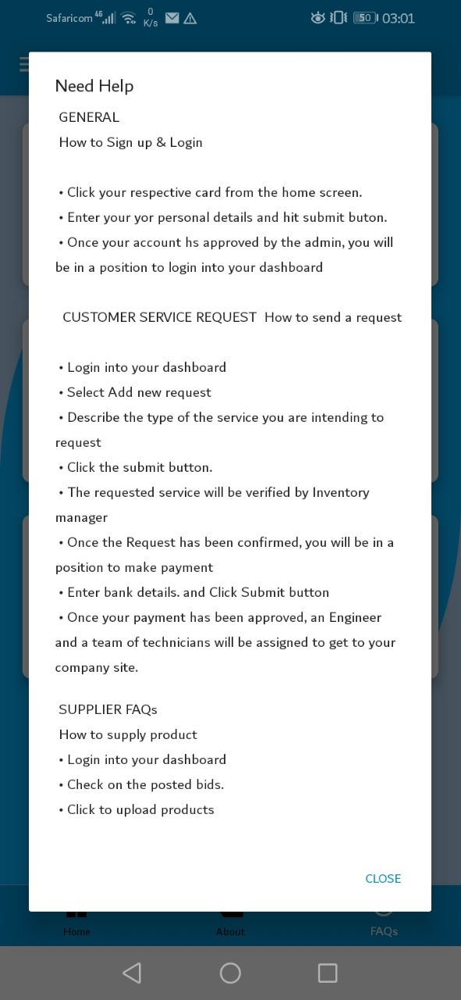 Safaricom 4G 0 K/s 50 03:01
Need Help
GENERAL
How to Sign up & Login
• Click your respective card from the home screen.
• Enter your yor personal details and hit submit buton.
• Once your account hs approved by the admin, you will
be in a position to login into your dashboard
CUSTOMER SERVICE REQUEST How to send a request
• Login into your dashboard
• Select Add new request
• Describe the type of the service you are intending to
request
• Click the submit button.
• The requested service will be verified by Inventory
manager
• Once the Request has been confirmed, you will be in a
position to make payment
• Enter bank details. and Click Submit button
• Once your payment has been approved, an Engineer
and a team of technicians will be assigned to get to your
company site.
SUPPLIER FAQs
How to supply product
• Login into your dashboard
• Check on the posted bids.
• Click to upload products
CLOSE
Home About FAQs